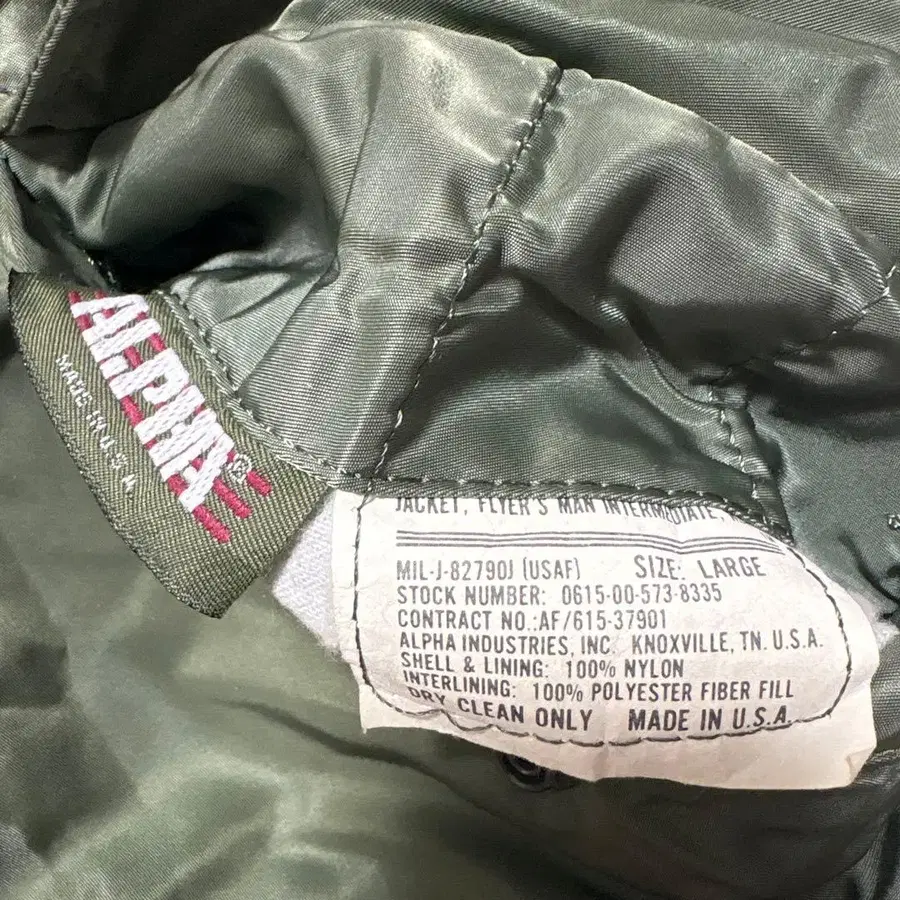 ALPHA®
MADE IN U.S.A.
JACKET, FLYER'S MAN INTERMEDIATE,
MIL-J-8279OJ (USAF) SIZE: LARGE
STOCK NUMBER: 0615-00-573-8335
CONTRACT NO.:AF/615-37901
ALPHA INDUSTRIES, INC. KNOXVILLE, TN. U.S.A.
SHELL & LINING: 100% NYLON
INTERLINING: 100% POLYESTER FIBER FILL
DRY CLEAN ONLY MADE IN U.S.A.